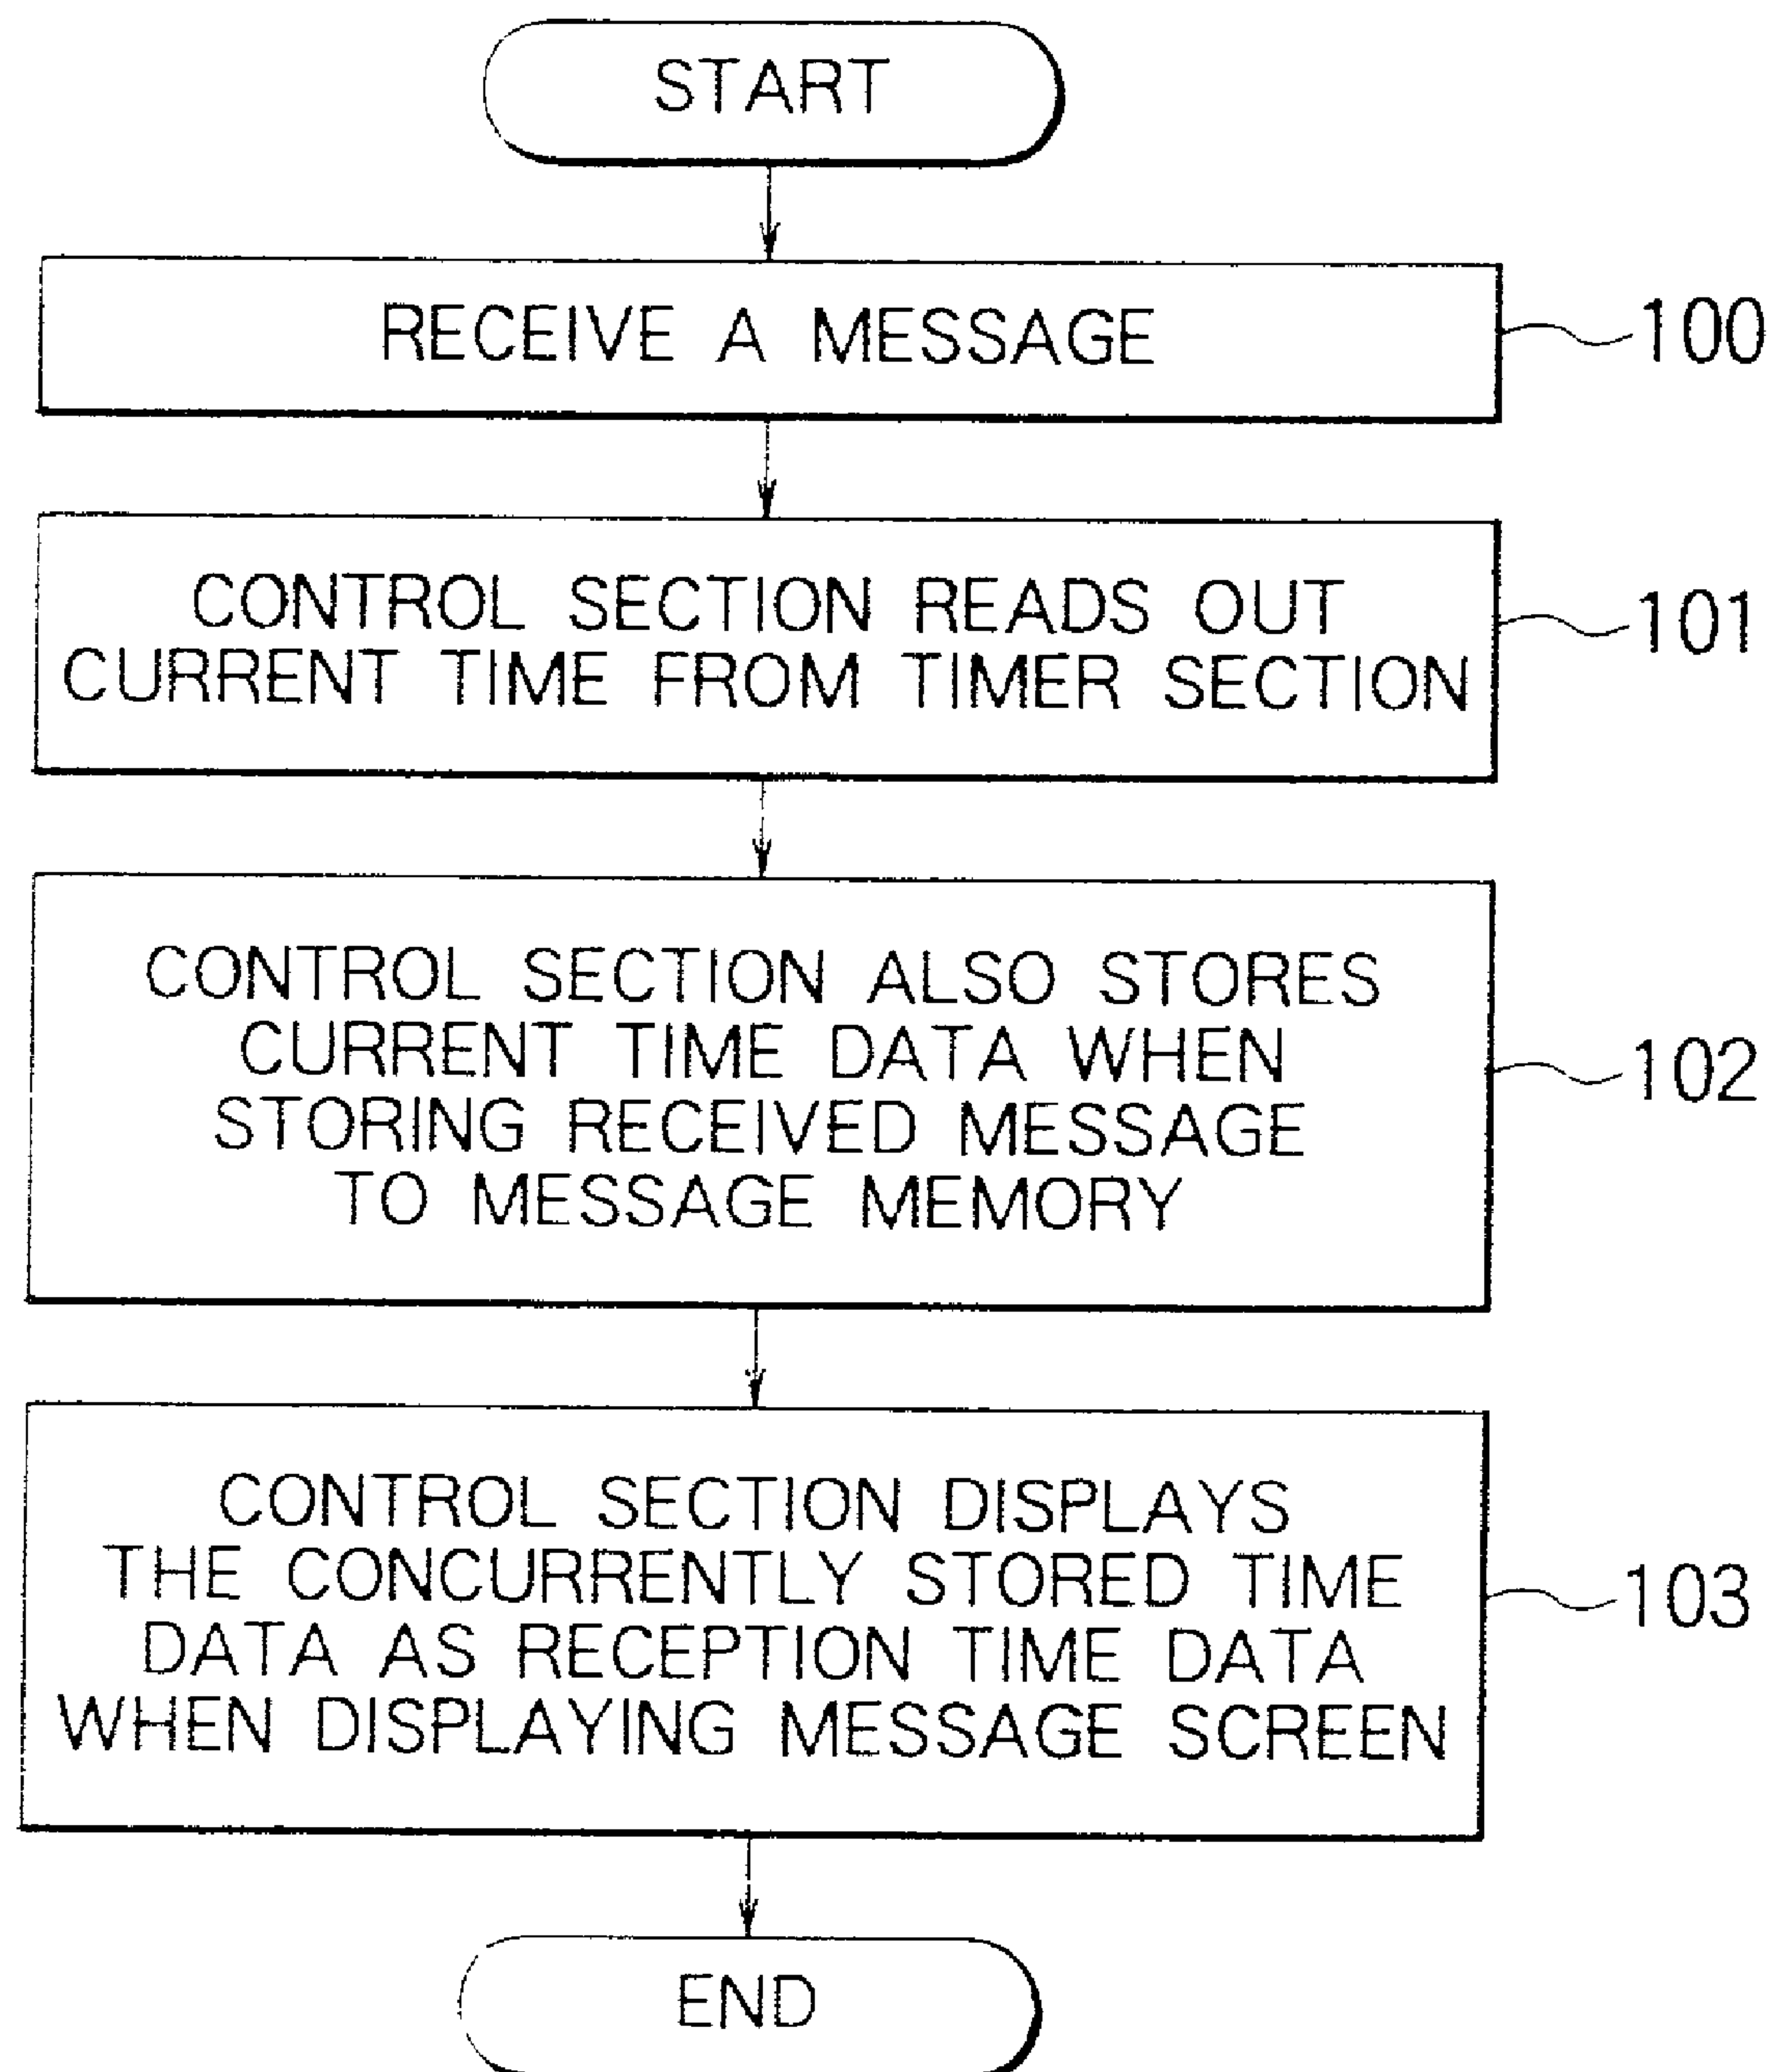 START
RECEIVE A MESSAGE
100
CONTROL SECTION READS OUT
CURRENT TIME FROM TIMER SECTION
101
CONTROL SECTION ALSO STORES
CURRENT TIME DATA WHEN
STORING RECEIVED MESSAGE
TO MESSAGE MEMORY
102
CONTROL SECTION DISPLAYS
THE CONCURRENTLY STORED TIME
DATA AS RECEPTION TIME DATA
WHEN DISPLAYING MESSAGE SCREEN
103
END